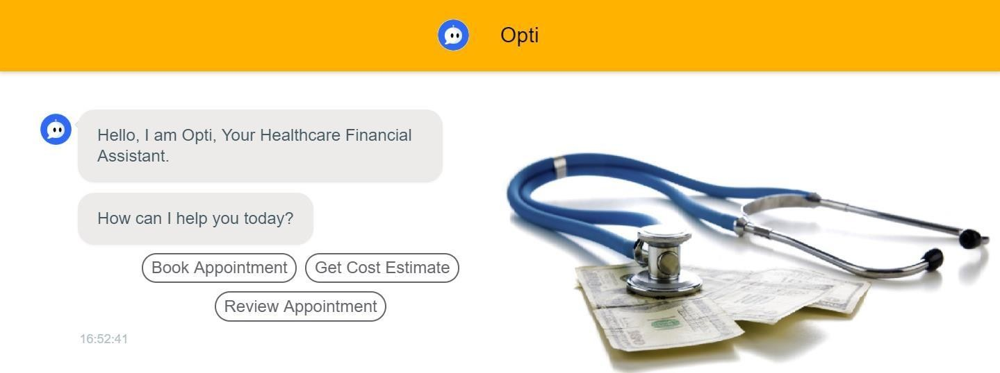 Opti
Hello, I am Opti, Your Healthcare Financial
Assistant.
How can I help you today?
Book Appointment
Get Cost Estimate
Review Appointment
16:52:41